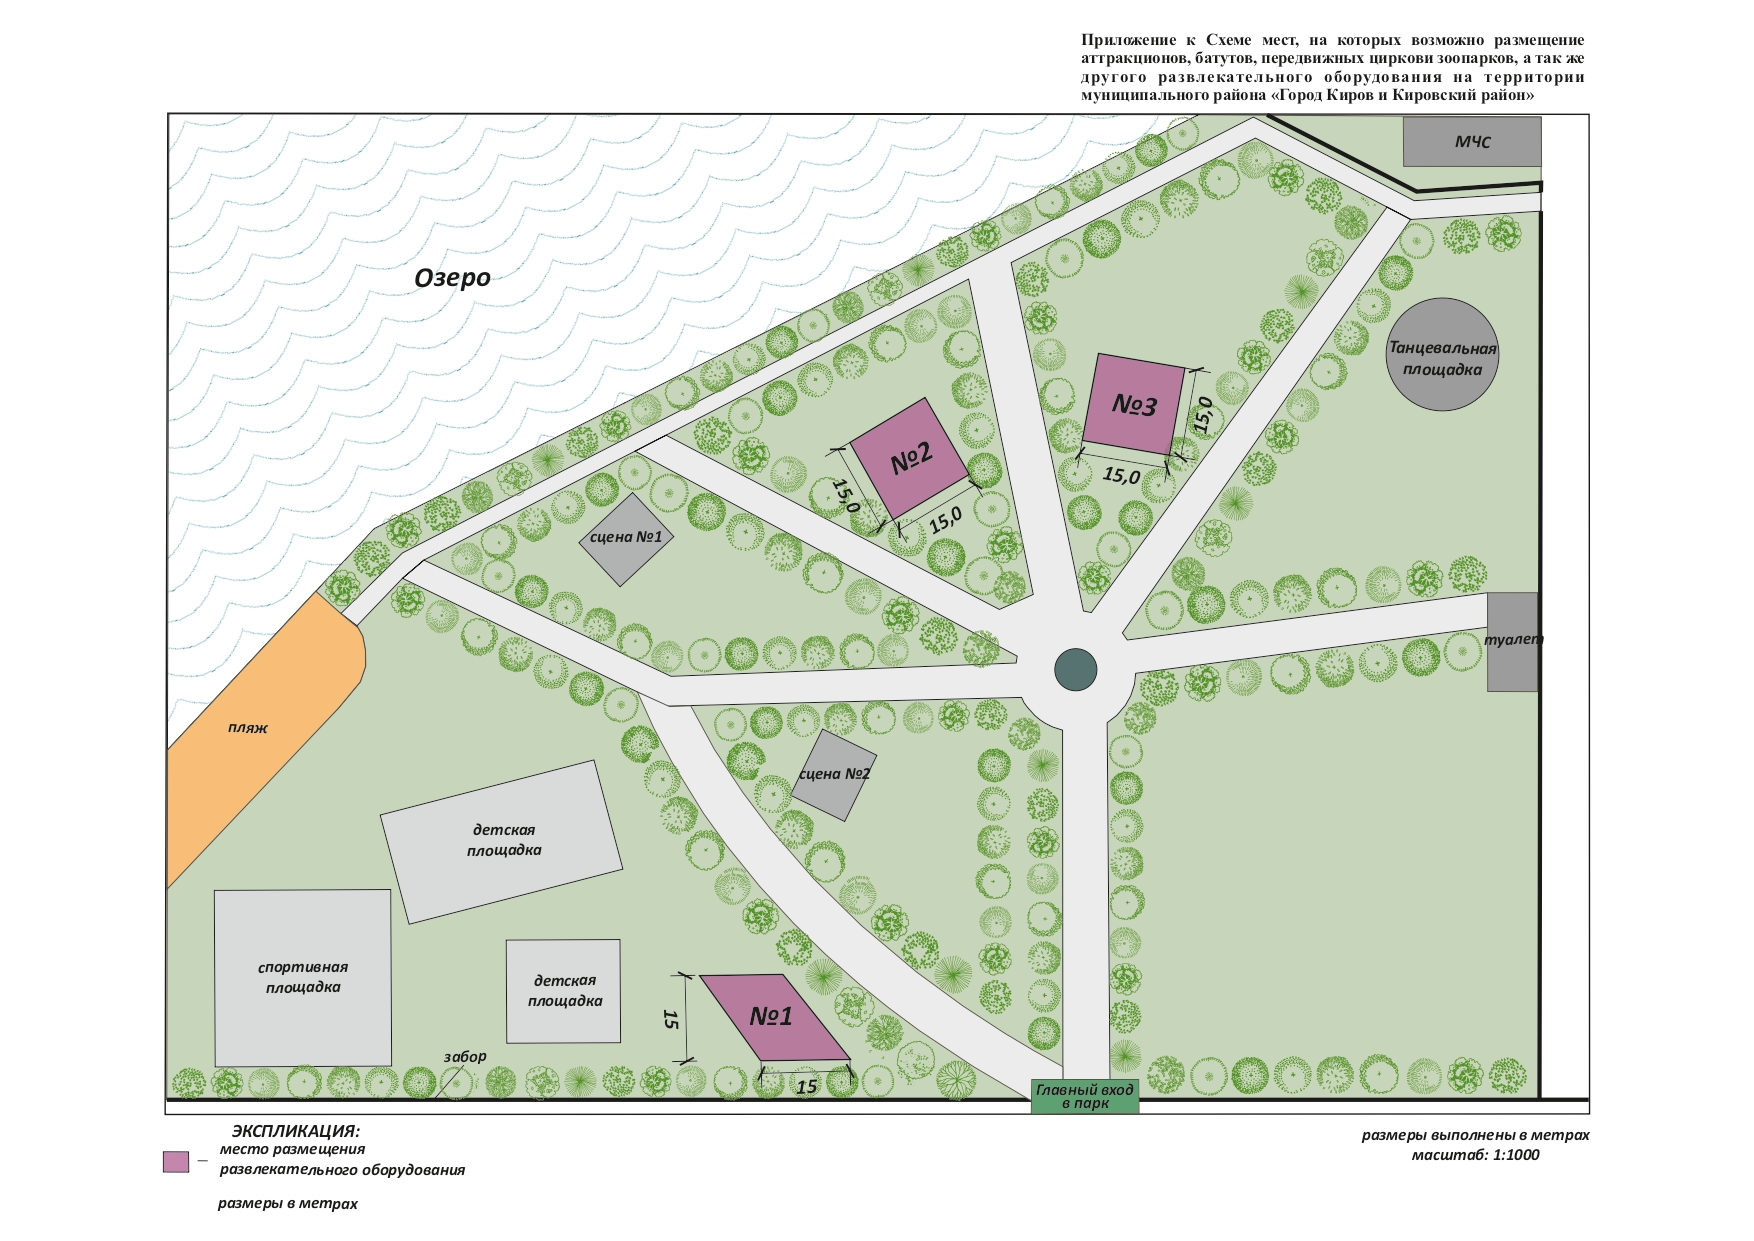 Приложение к Схеме мест, на которых возможно размещение
аттракционов, батутов, передвижных циркови зоопарков, а так же
другого развлекательного оборудования на территории
муниципального района «Город Киров и Кировский район»
МЧС
Озеро
Танцевальная
площадка
№3
15,0
15,0
№2
15,0
15,0
сцена №1
туалет
пляж
сцена №2
детская
площадка
спортивная
площадка
детская
площадка
№1
15
15
забор
Главный вход
в парк
ЭКСПЛИКАЦИЯ:
место размещения
развлекательного оборудования
размеры в метрах
размеры выполнены в метрах
масштаб: 1:1000